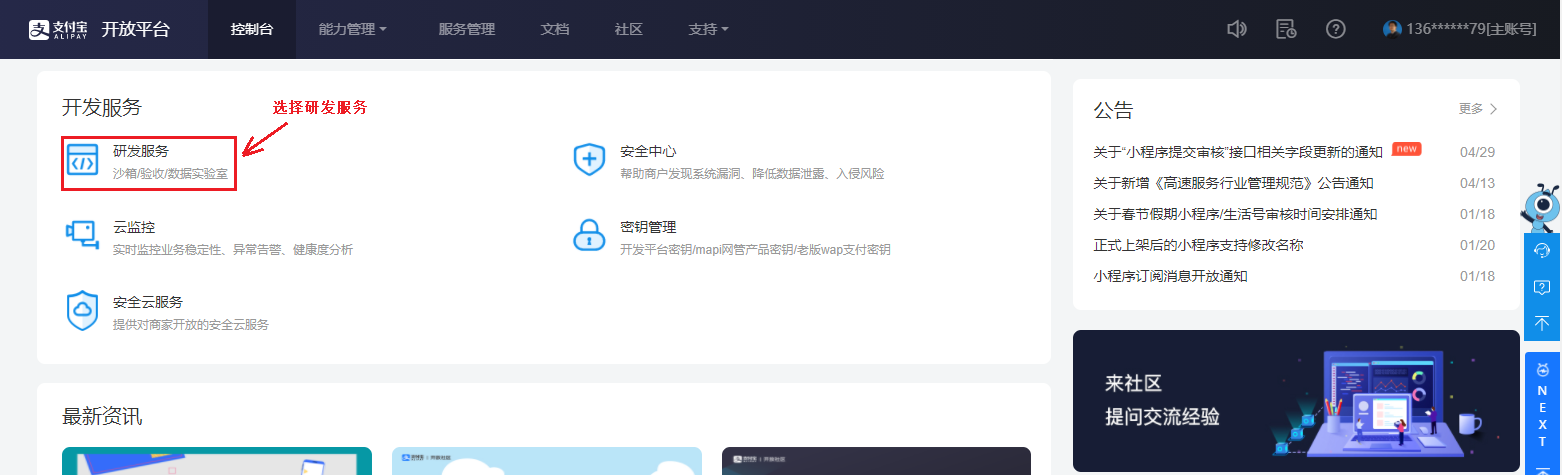 支付宝 ALIPAY 开放平台 控制台 能力管理 服务管理 文档 社区 支持 136******79[主账号]
开发服务
选择研发服务
研发服务
沙箱/验收/数据实验室
安全中心
帮助商户发现系统漏洞、降低数据泄露、入侵风险
云监控
实时监控业务稳定性、异常告警、健康度分析
密钥管理
开发平台密钥/mapi网管产品密钥/老版wap支付密钥
安全云服务
提供对商家开放的安全云服务
公告 更多
关于“小程序提交审核”接口相关字段更新的通知 new 04/29
关于新增《高速服务行业管理规范》公告通知 04/13
关于春节假期小程序/生活号审核时间安排通知 01/18
正式上架后的小程序支持修改名称 01/20
小程序订阅消息开放通知 01/18
来社区
提问交流经验
最新资讯
NEXT